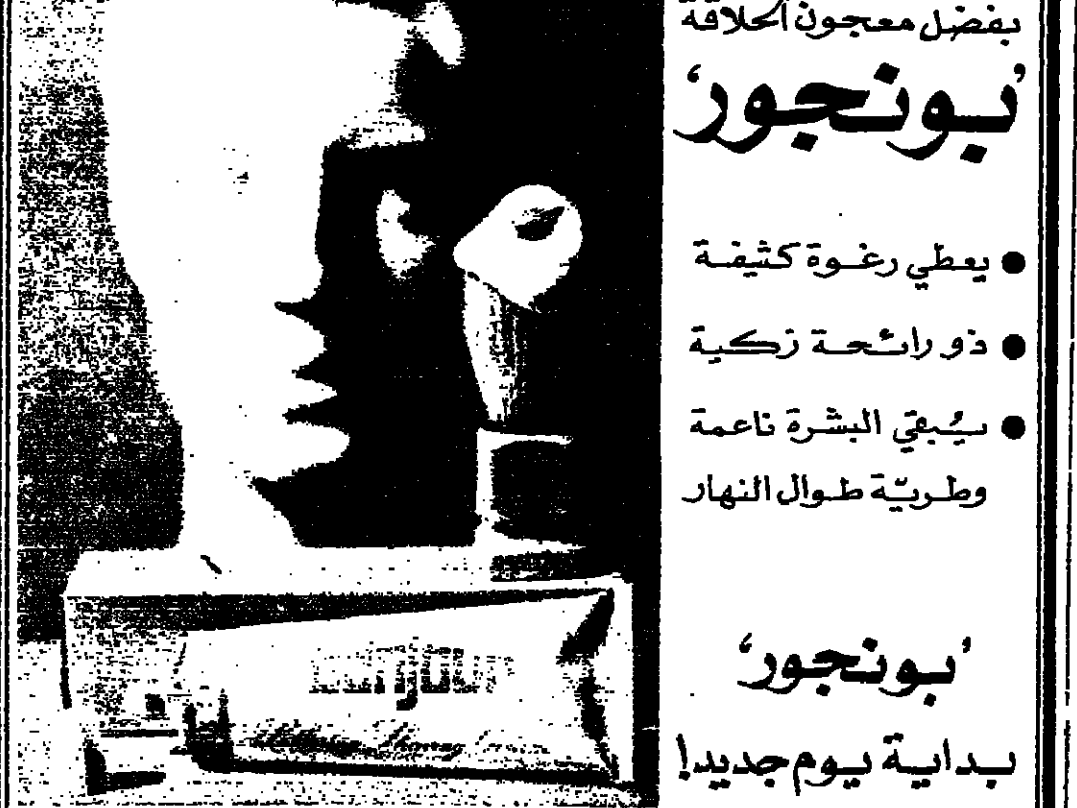 بفضل معجون الحلاقة
’بونجور‘
● يعطي رغوة كثيفة
● ذو رائحة زكية
● يُبقي البشرة ناعمة
وطريّة طوال النهار
’بونجور‘
بداية يوم جديد!